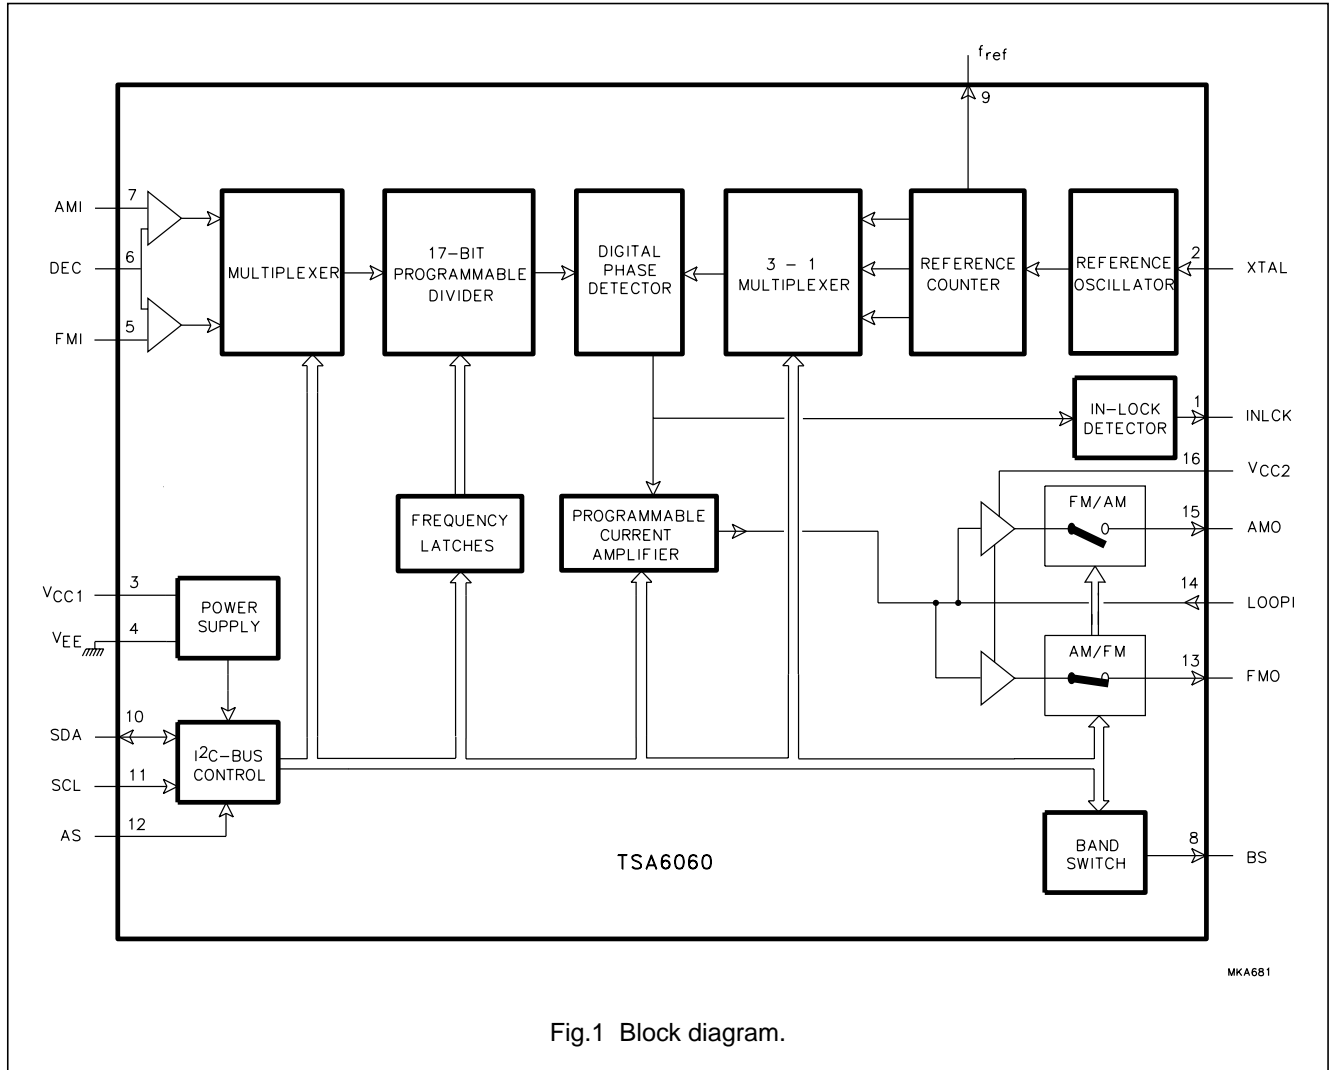 fref
9
AMI
7
DEC
6
FMI
5
MULTIPLEXER
17-BIT
PROGRAMMABLE
DIVIDER
DIGITAL
PHASE
DETECTOR
3 - 1
MULTIPLEXER
REFERENCE
COUNTER
REFERENCE
OSCILLATOR
2
XTAL
IN-LOCK
DETECTOR
1
INLCK
16
VCC2
FREQUENCY
LATCHES
PROGRAMMABLE
CURRENT
AMPLIFIER
FM/AM
15
AMO
VCC1
3
VEE
4
POWER
SUPPLY
14
LOOPI
AM/FM
13
FMO
SDA
10
SCL
11
AS
12
I2C-BUS
CONTROL
BAND
SWITCH
8
BS
TSA6060
MKA681
Fig.1 Block diagram.